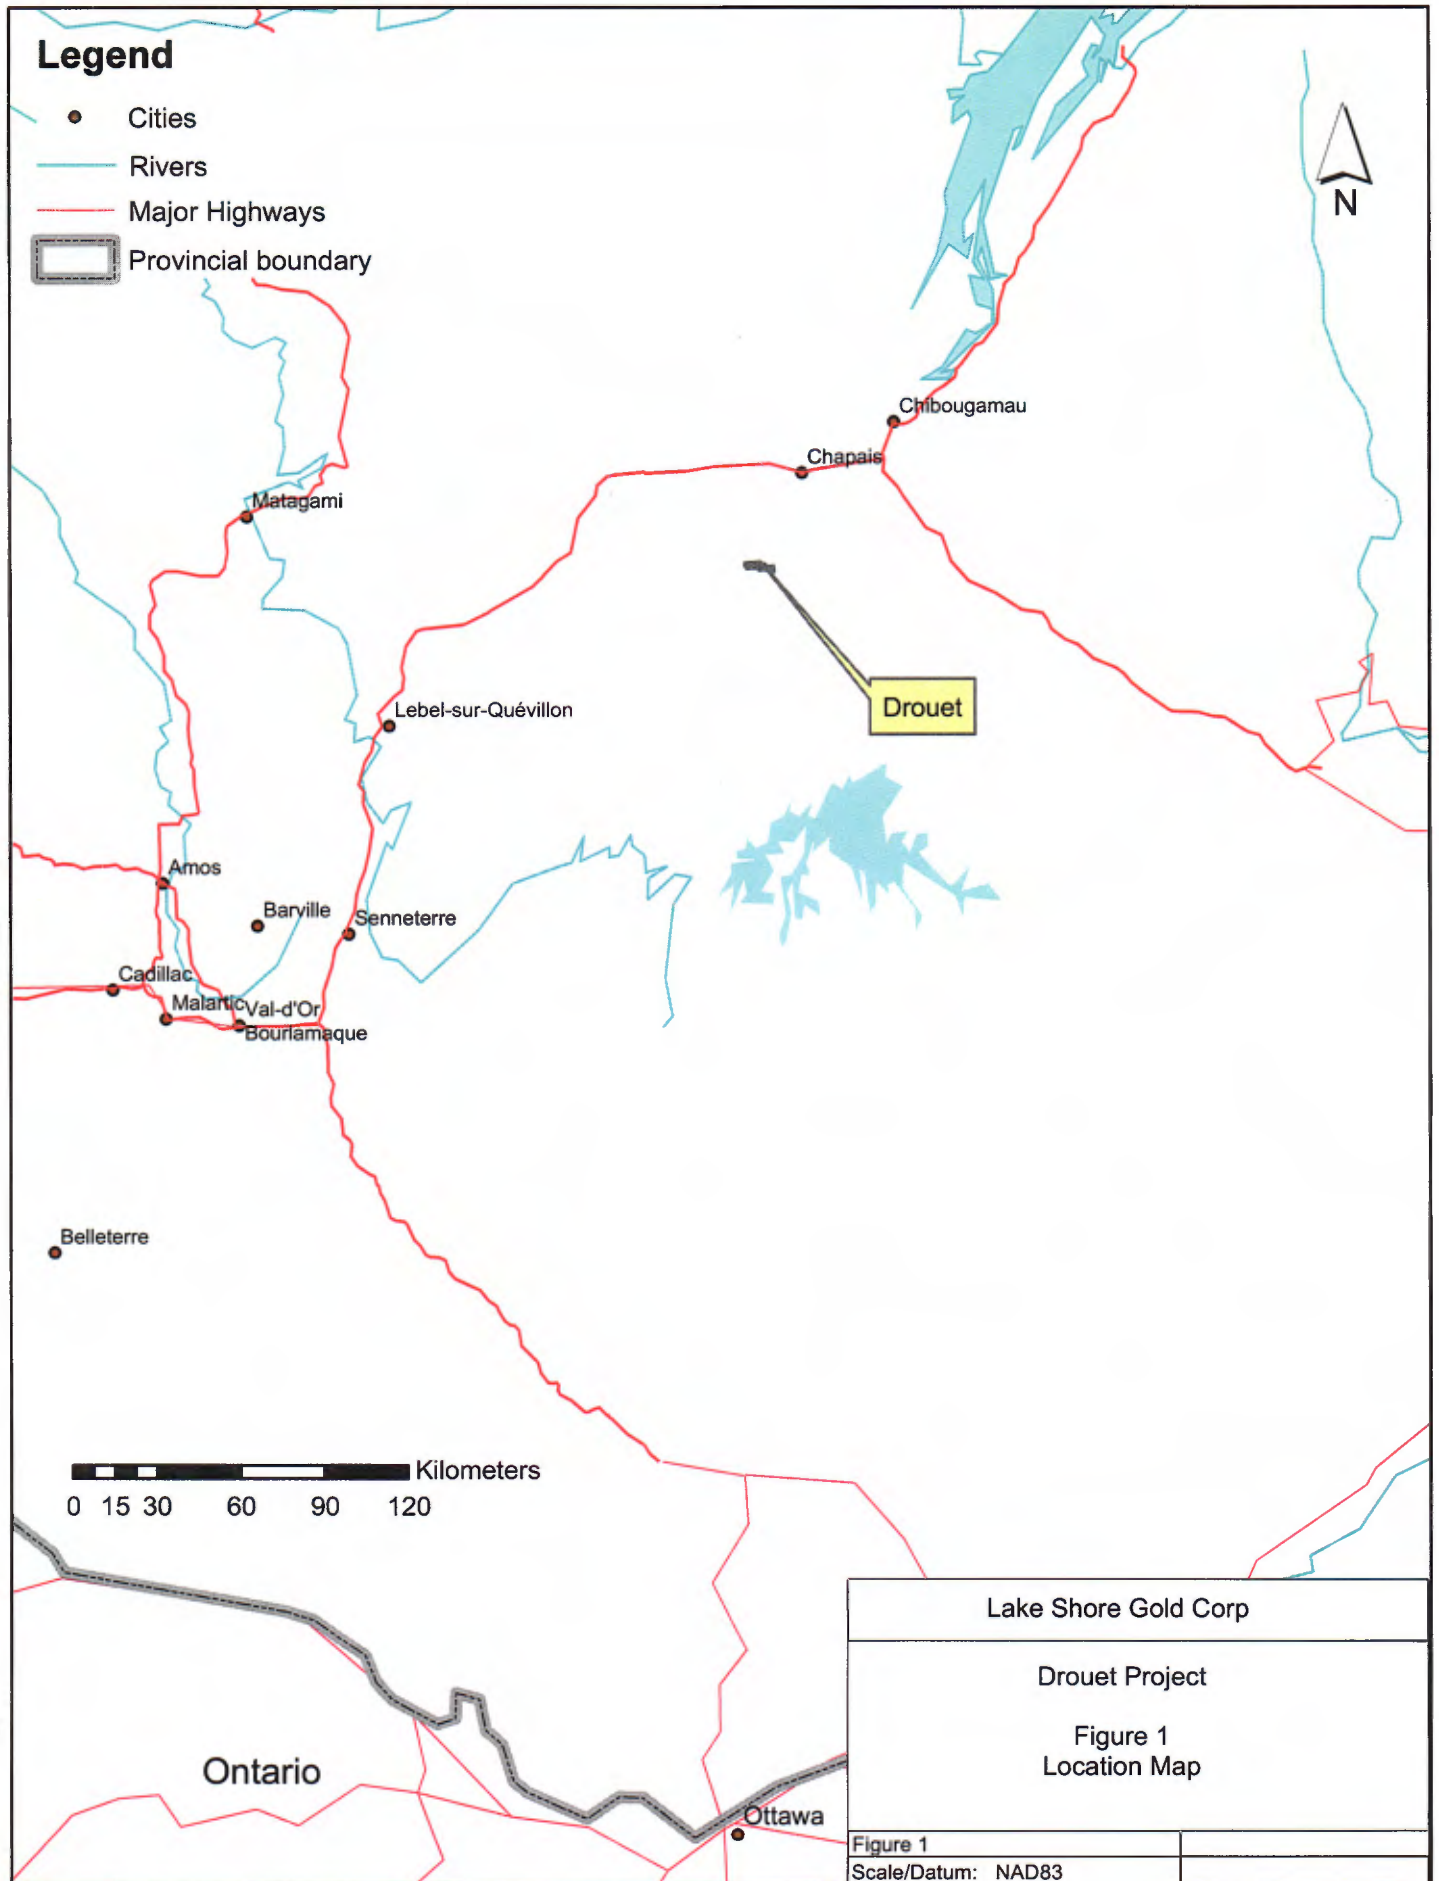 Legend
Cities
Rivers
Major Highways
Provincial boundary
N
Chibougamau
Chapais
Matagami
Drouet
Lebel-sur-Quévillon
Amos
Barville
Senneterre
Cadillac
Malartic
Val-d'Or
Bourlamaque
Belleterre
Kilometers
0 15 30 60 90 120
Ontario
Ottawa
Lake Shore Gold Corp
Drouet Project
Figure 1
Location Map
Figure 1
Scale/Datum: NAD83